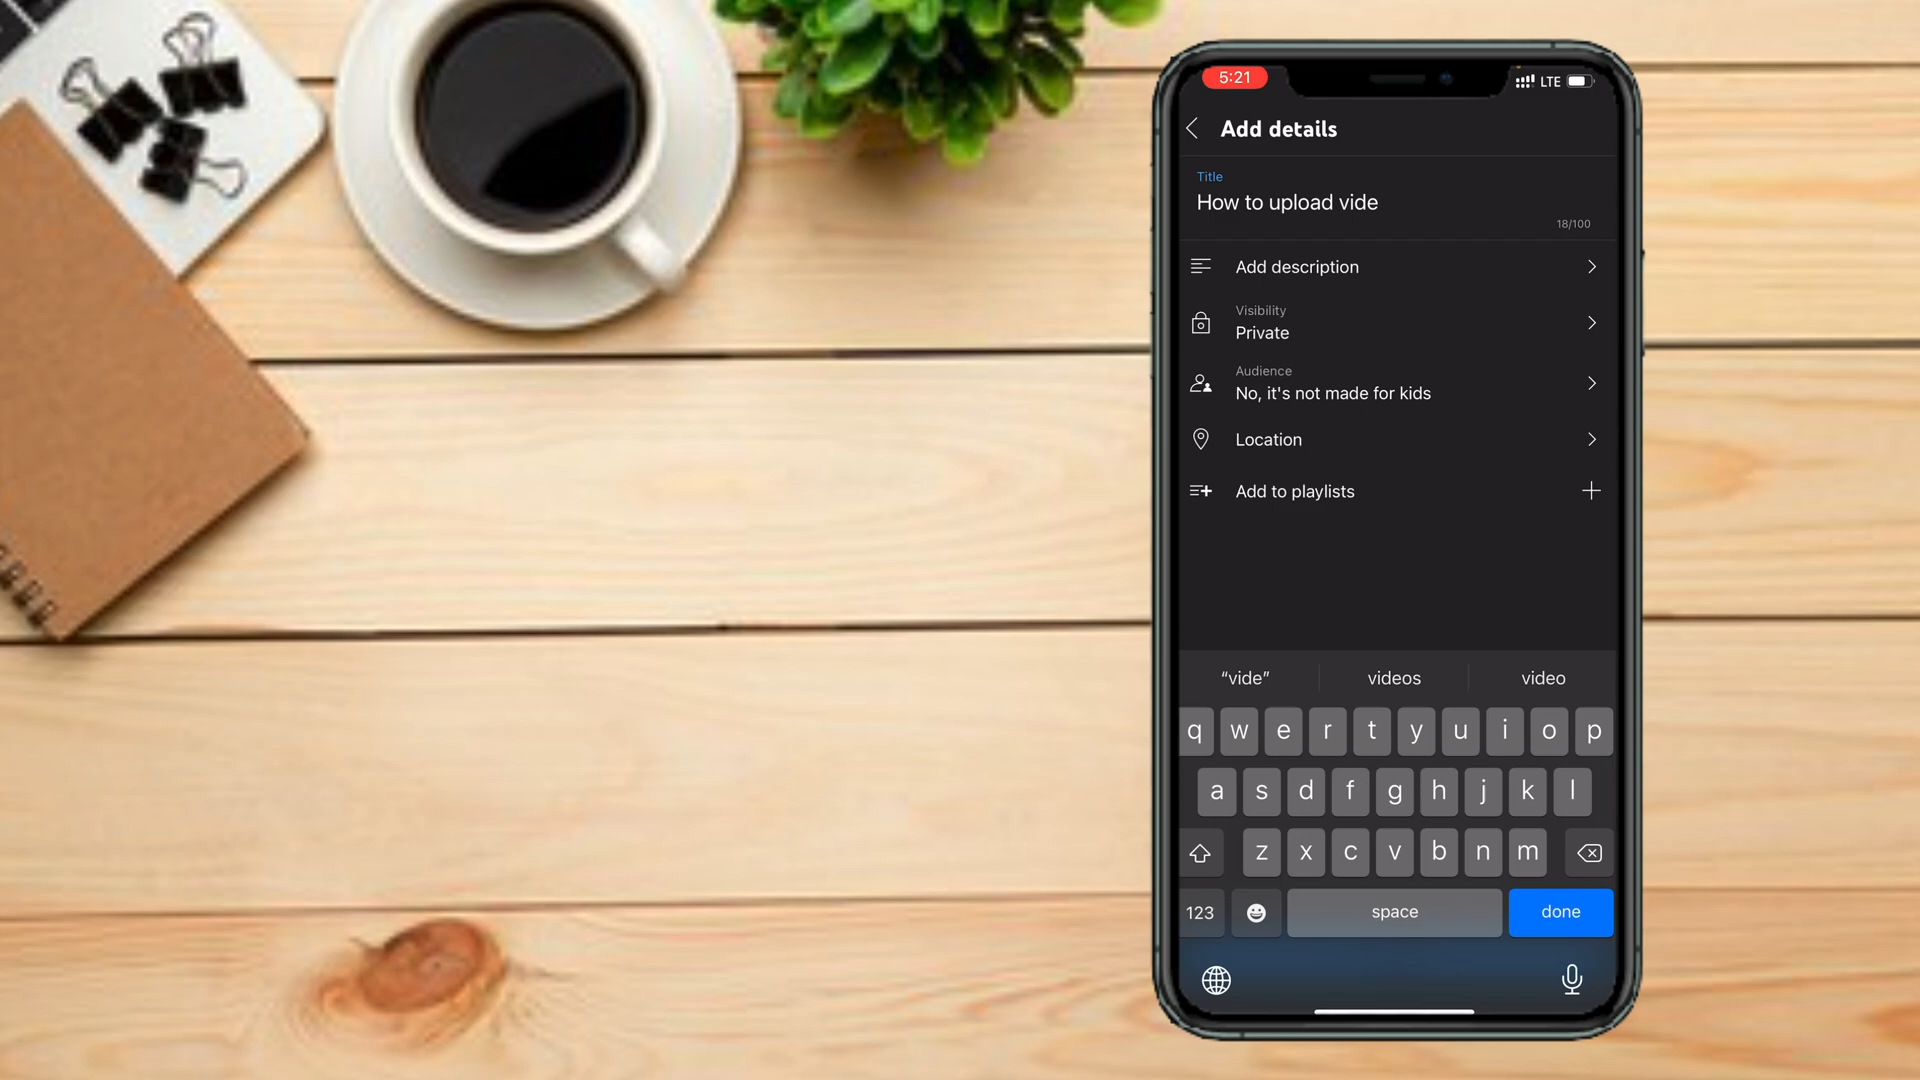 5:21
LTE
Add details
Title
How to upload vide
18/100
Add description
Visibility
Private
Audience
No, it's not made for kids
Location
Add to playlists
“vide” videos video
q w e r t y u i o p
a s d f g h j k l
z x c v b n m
123 space done